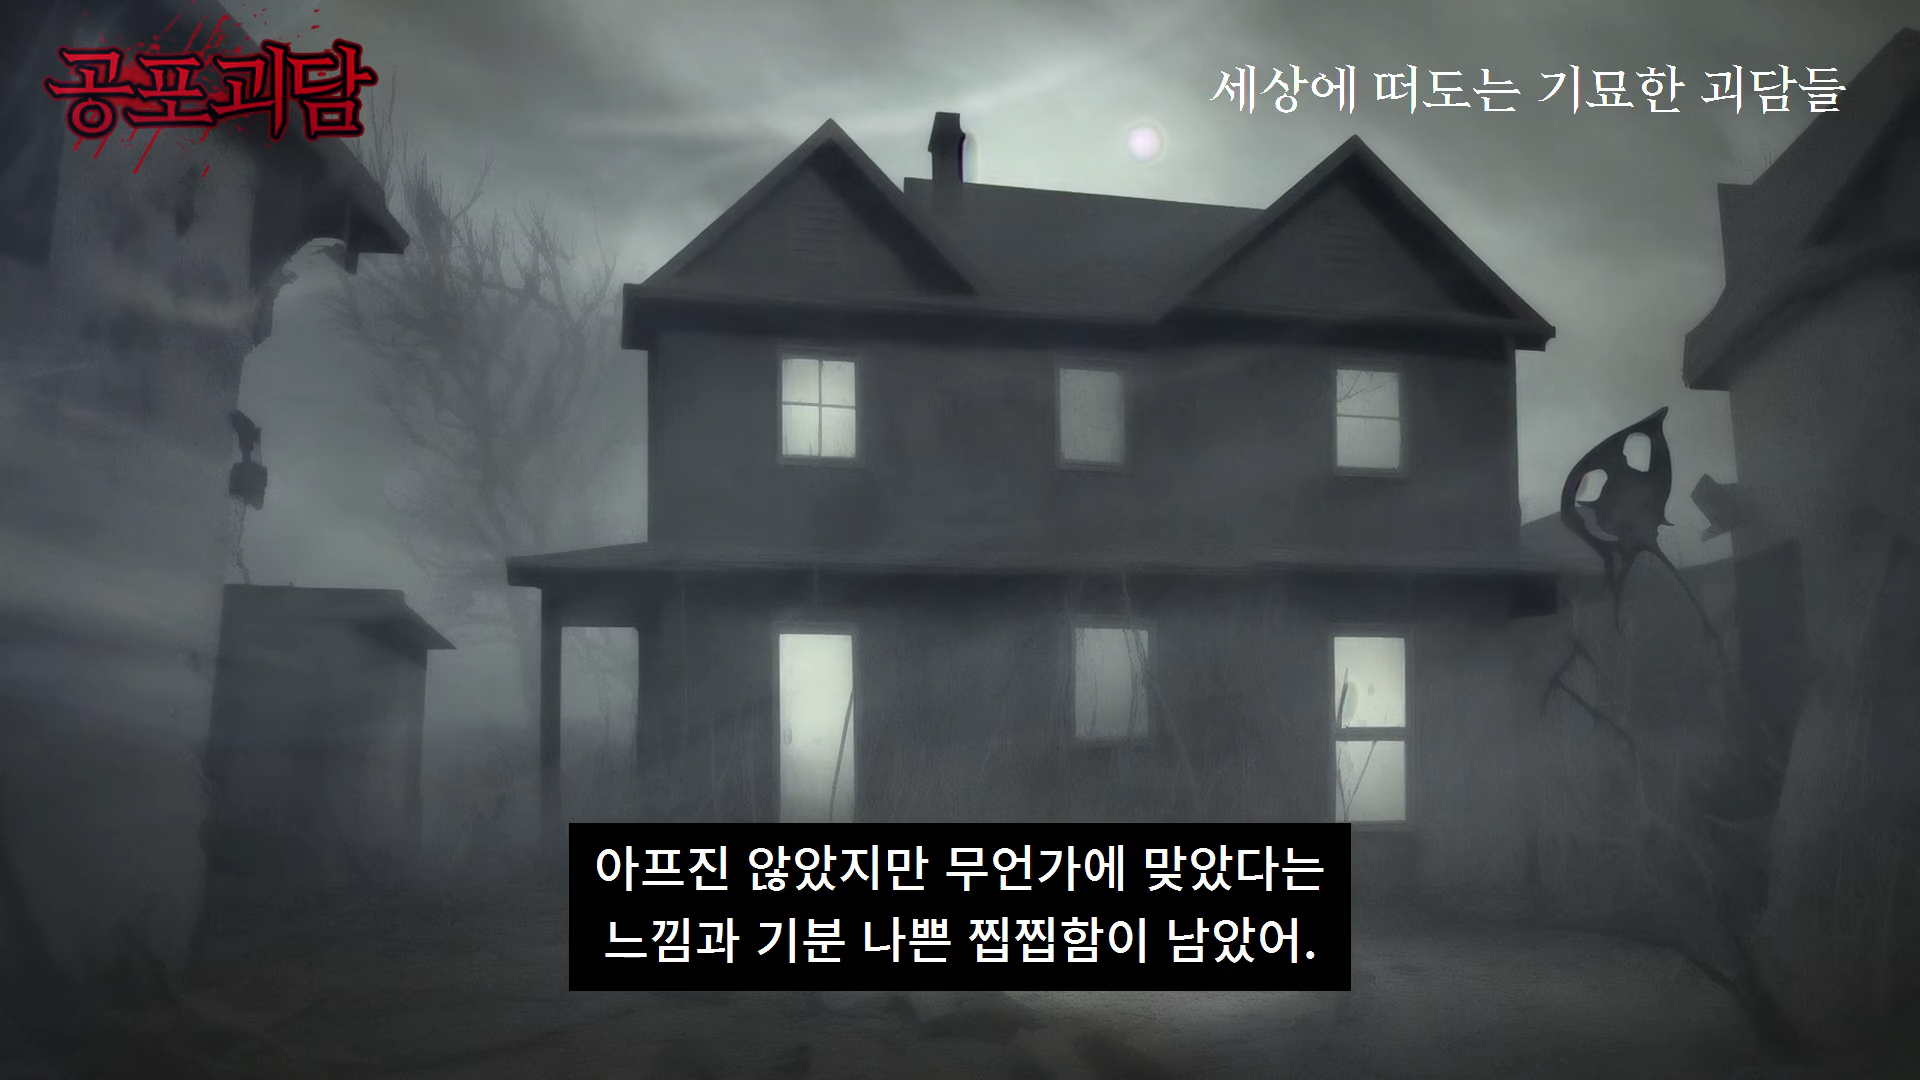 공포괴담
세상에 떠도는 기묘한 괴담들
아프진 않았지만 무언가에 맞았다는
느낌과 기분 나쁜 찝찝함이 남았어.